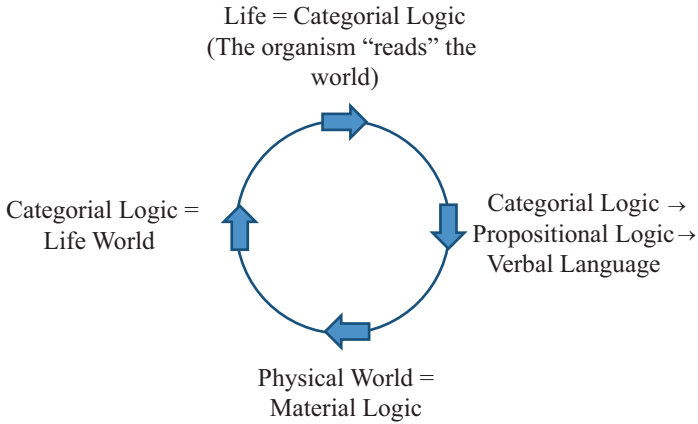 Life = Categorial Logic
(The organism “reads” the
world)
Categorial Logic →
Propositional Logic→
Verbal Language
Physical World =
Material Logic
Categorial Logic =
Life World